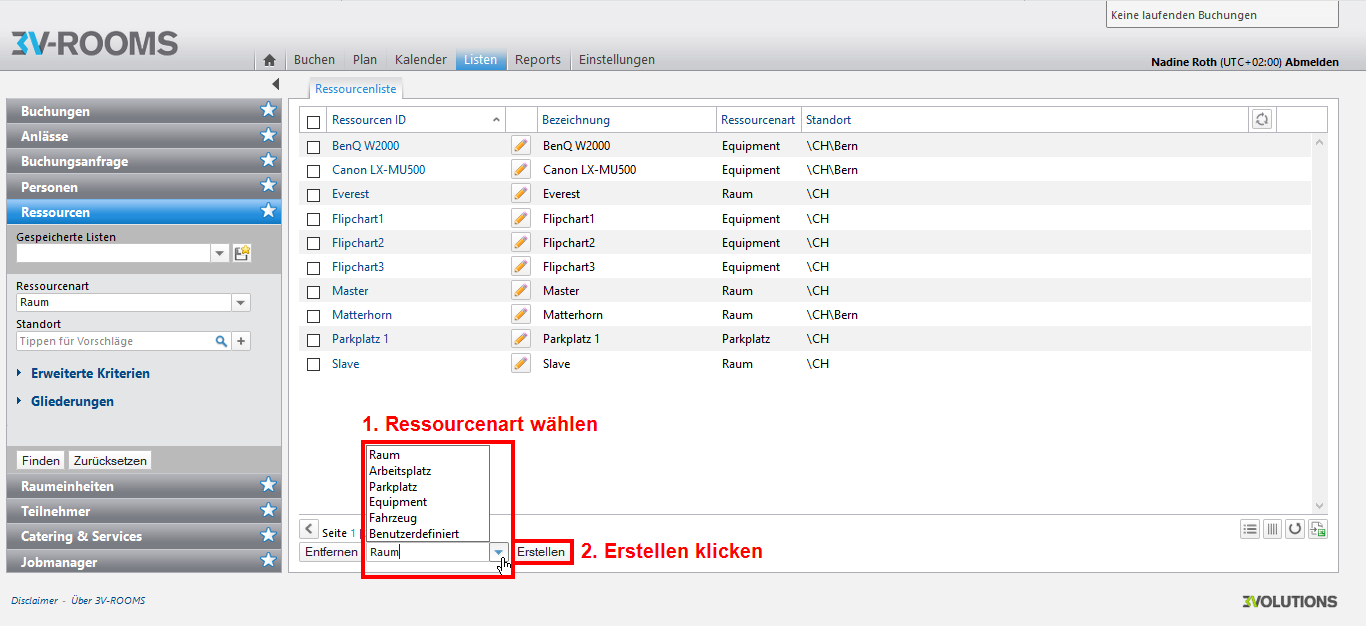 Keine laufenden Buchungen
3V-ROOMS
Buchen Plan Kalender Listen Reports Einstellungen
Nadine Roth (UTC+02:00) Abmelden
Buchungen
Anlässe
Buchungsanfrage
Personen
Ressourcen
Gespeicherte Listen
Ressourcenart
Raum
Standort
Tippen für Vorschläge
+
Erweiterte Kriterien
Gliederungen
Finden Zurücksetzen
Raumeinheiten
Teilnehmer
Catering & Services
Jobmanager
Ressourcenliste
Ressourcen ID Bezeichnung Ressourcenart Standort
BenQ W2000 BenQ W2000 Equipment \CH\Bern
Canon LX-MU500 Canon LX-MU500 Equipment \CH\Bern
Everest Everest Raum \CH
Flipchart1 Flipchart1 Equipment \CH
Flipchart2 Flipchart2 Equipment \CH
Flipchart3 Flipchart3 Equipment \CH
Master Master Raum \CH
Matterhorn Matterhorn Raum \CH\Bern
Parkplatz 1 Parkplatz 1 Parkplatz \CH
Slave Slave Raum \CH
1. Ressourcenart wählen
Raum
Arbeitsplatz
Parkplatz
Equipment
Fahrzeug
Benutzerdefiniert
Seite 1
Entfernen Raum Erstellen 2. Erstellen klicken
Disclaimer - Über 3V-ROOMS
3VOLUTIONS